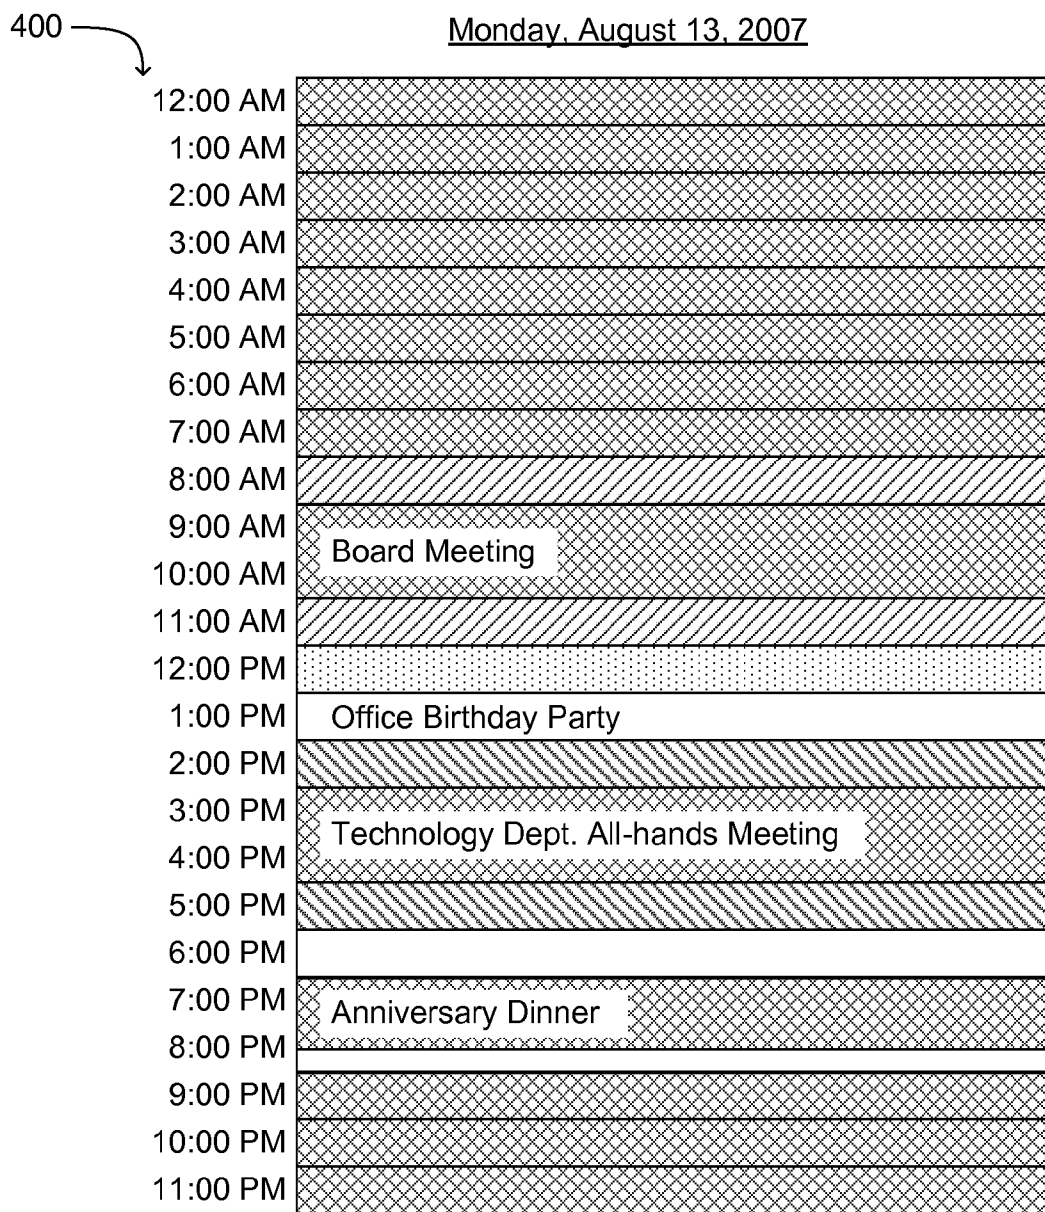 400
Monday, August 13, 2007
12:00 AM
1:00 AM
2:00 AM
3:00 AM
4:00 AM
5:00 AM
6:00 AM
7:00 AM
8:00 AM
9:00 AM
Board Meeting
10:00 AM
11:00 AM
12:00 PM
1:00 PM Office Birthday Party
2:00 PM
3:00 PM
Technology Dept. All-hands Meeting
4:00 PM
5:00 PM
6:00 PM
7:00 PM
Anniversary Dinner
8:00 PM
9:00 PM
10:00 PM
11:00 PM